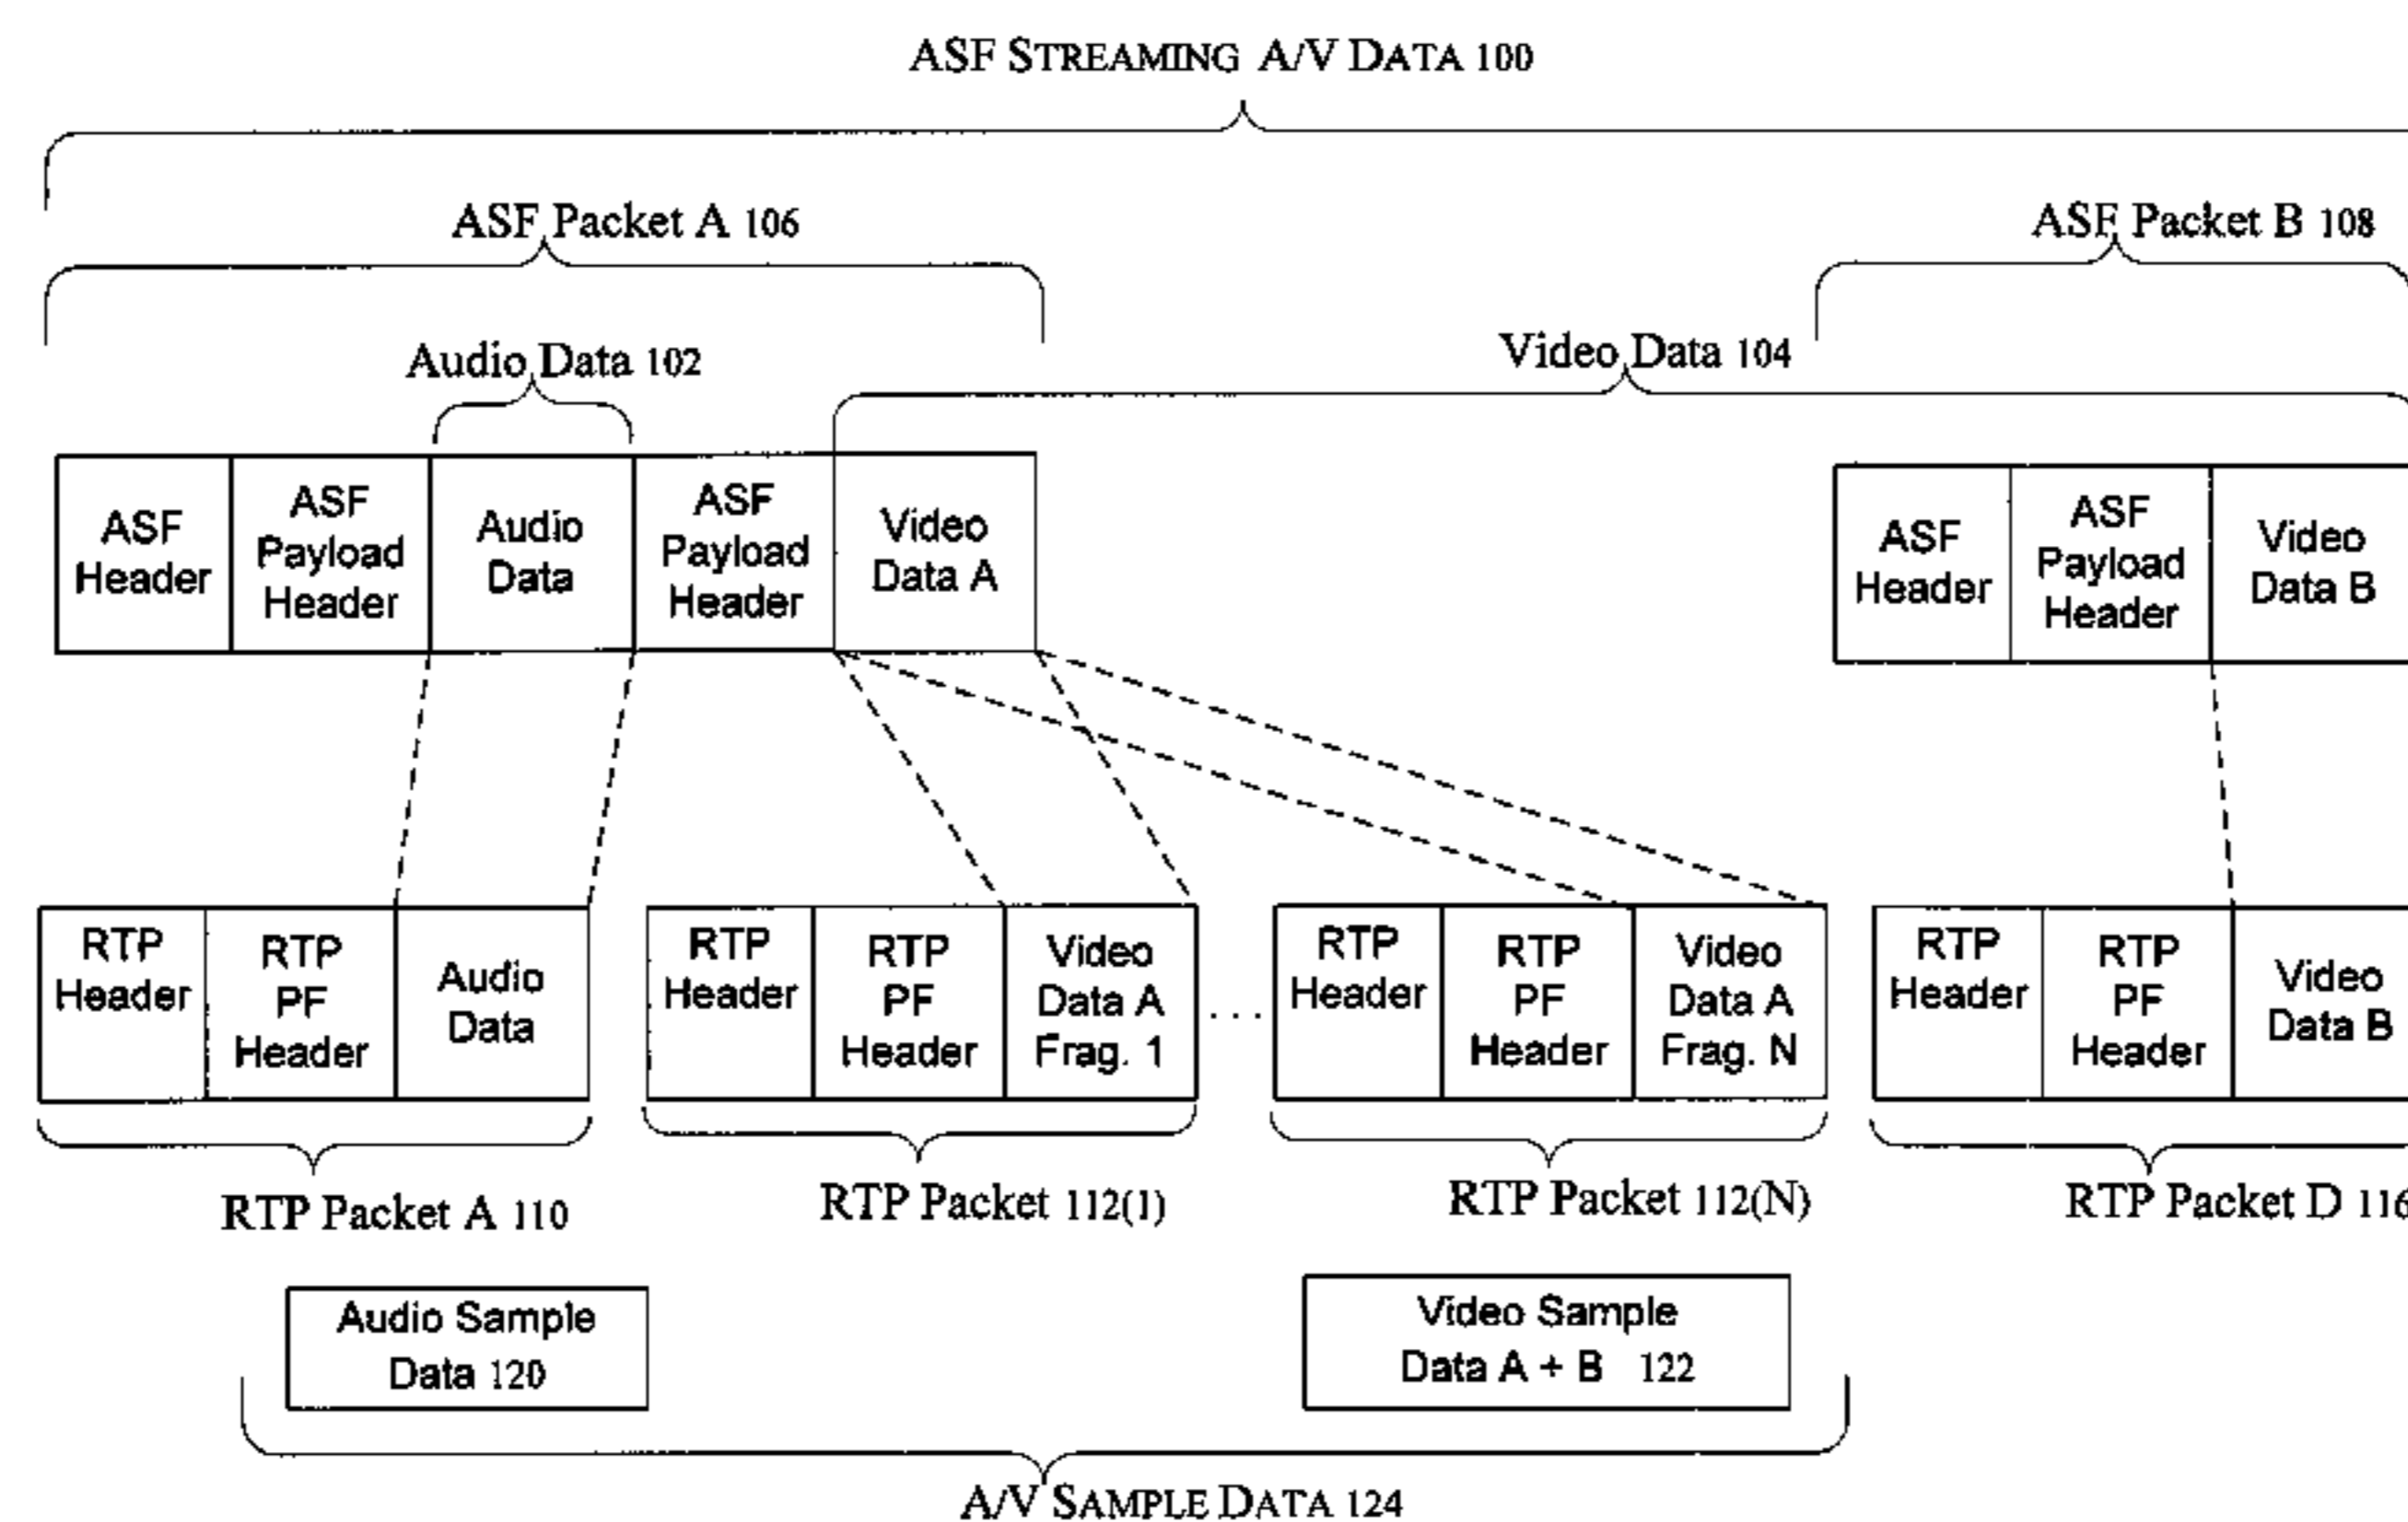 ASF STREAMING A/V DATA 100
ASF Packet A 106
ASF Packet B 108
Audio Data 102
Video Data 104
ASF
Header
ASF
Payload
Header
Audio
Data
ASF
Payload
Header
Video
Data A
ASF
Header
ASF
Payload
Header
Video
Data B
RTP
Header
RTP
PF
Header
Audio
Data
RTP
Header
RTP
PF
Header
Video
Data A
Frag. 1
. . .
RTP
Header
RTP
PF
Header
Video
Data A
Frag. N
RTP
Header
RTP
PF
Header
Video
Data B
RTP Packet A 110
RTP Packet 112(1)
RTP Packet 112(N)
RTP Packet D 116
Audio Sample
Data 120
Video Sample
Data A + B 122
A/V SAMPLE DATA 124